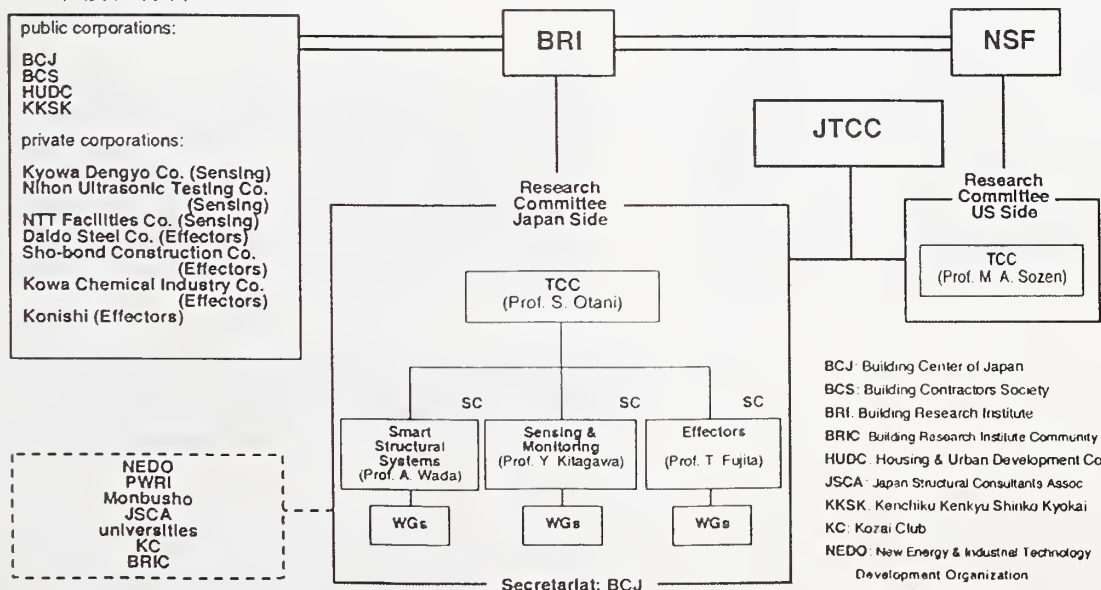 public corporations:
BCJ
BCS
HUDC
KKSK
private corporations:
Kyowa Dengyo Co. (Sensing)
Nihon Ultrasonic Testing Co.
(Sensing)
NTT Facilities Co. (Sensing)
Daido Steel Co. (Effectors)
Sho-bond Construction Co.
(Effectors)
Kowa Chemical Industry Co.
(Effectors)
Konishi (Effectors)
BRI
NSF
JTCC
Research
Committee
Japan Side
Research
Committee
US Side
TCC
(Prof. M. A. Sozen)
TCC
(Prof. S. Otani)
SC
SC
SC
Smart
Structural
Systems
(Prof. A. Wada)
Sensing &
Monitoring
(Prof. Y. Kitagawa)
Effectors
(Prof. T. Fujita)
WGs
WGs
WGs
Secretariat: BCJ
NEDO
PWRI
Monbusho
JSCA
universities
KC
BRIC
BCJ: Building Center of Japan
BCS: Building Contractors Society
BRI: Building Research Institute
BRIC: Building Research Institute Community
HUDC: Housing & Urban Development Co
JSCA: Japan Structural Consultants Assoc
KKSK: Kenchiku Kenkyu Shinko Kyokai
KC: Kozai Club
NEDO: New Energy & Industrial Technology
Development Organization